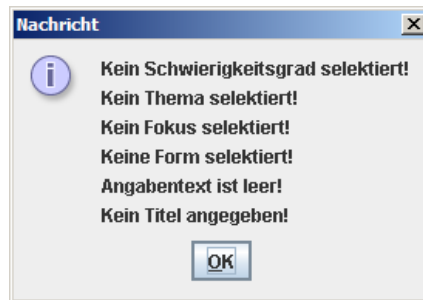 Nachricht
Kein Schwierigkeitsgrad selektiert!
Kein Thema selektiert!
Kein Fokus selektiert!
Keine Form selektiert!
Angabentext ist leer!
Kein Titel angegeben!
OK